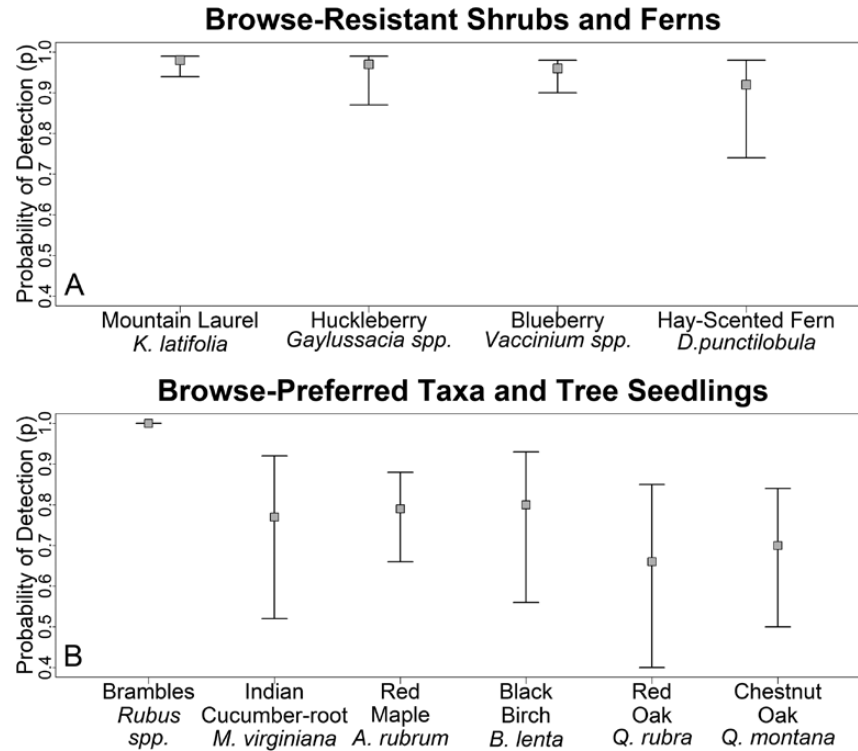 Browse-Resistant Shrubs and Ferns
Probability of Detection (p)
1.0
0.9
0.8
0.7
0.6
0.5
0.4
A
Mountain Laurel
K. latifolia
Huckleberry
Gaylussacia spp.
Blueberry
Vaccinium spp.
Hay-Scented Fern
D.punctilobula
Browse-Preferred Taxa and Tree Seedlings
Probability of Detection (p)
1.0
0.9
0.8
0.7
0.6
0.5
0.4
B
Brambles
Rubus
spp.
Indian
Cucumber-root
M. virginiana
Red
Maple
A. rubrum
Black
Birch
B. lenta
Red
Oak
Q. rubra
Chestnut
Oak
Q. montana